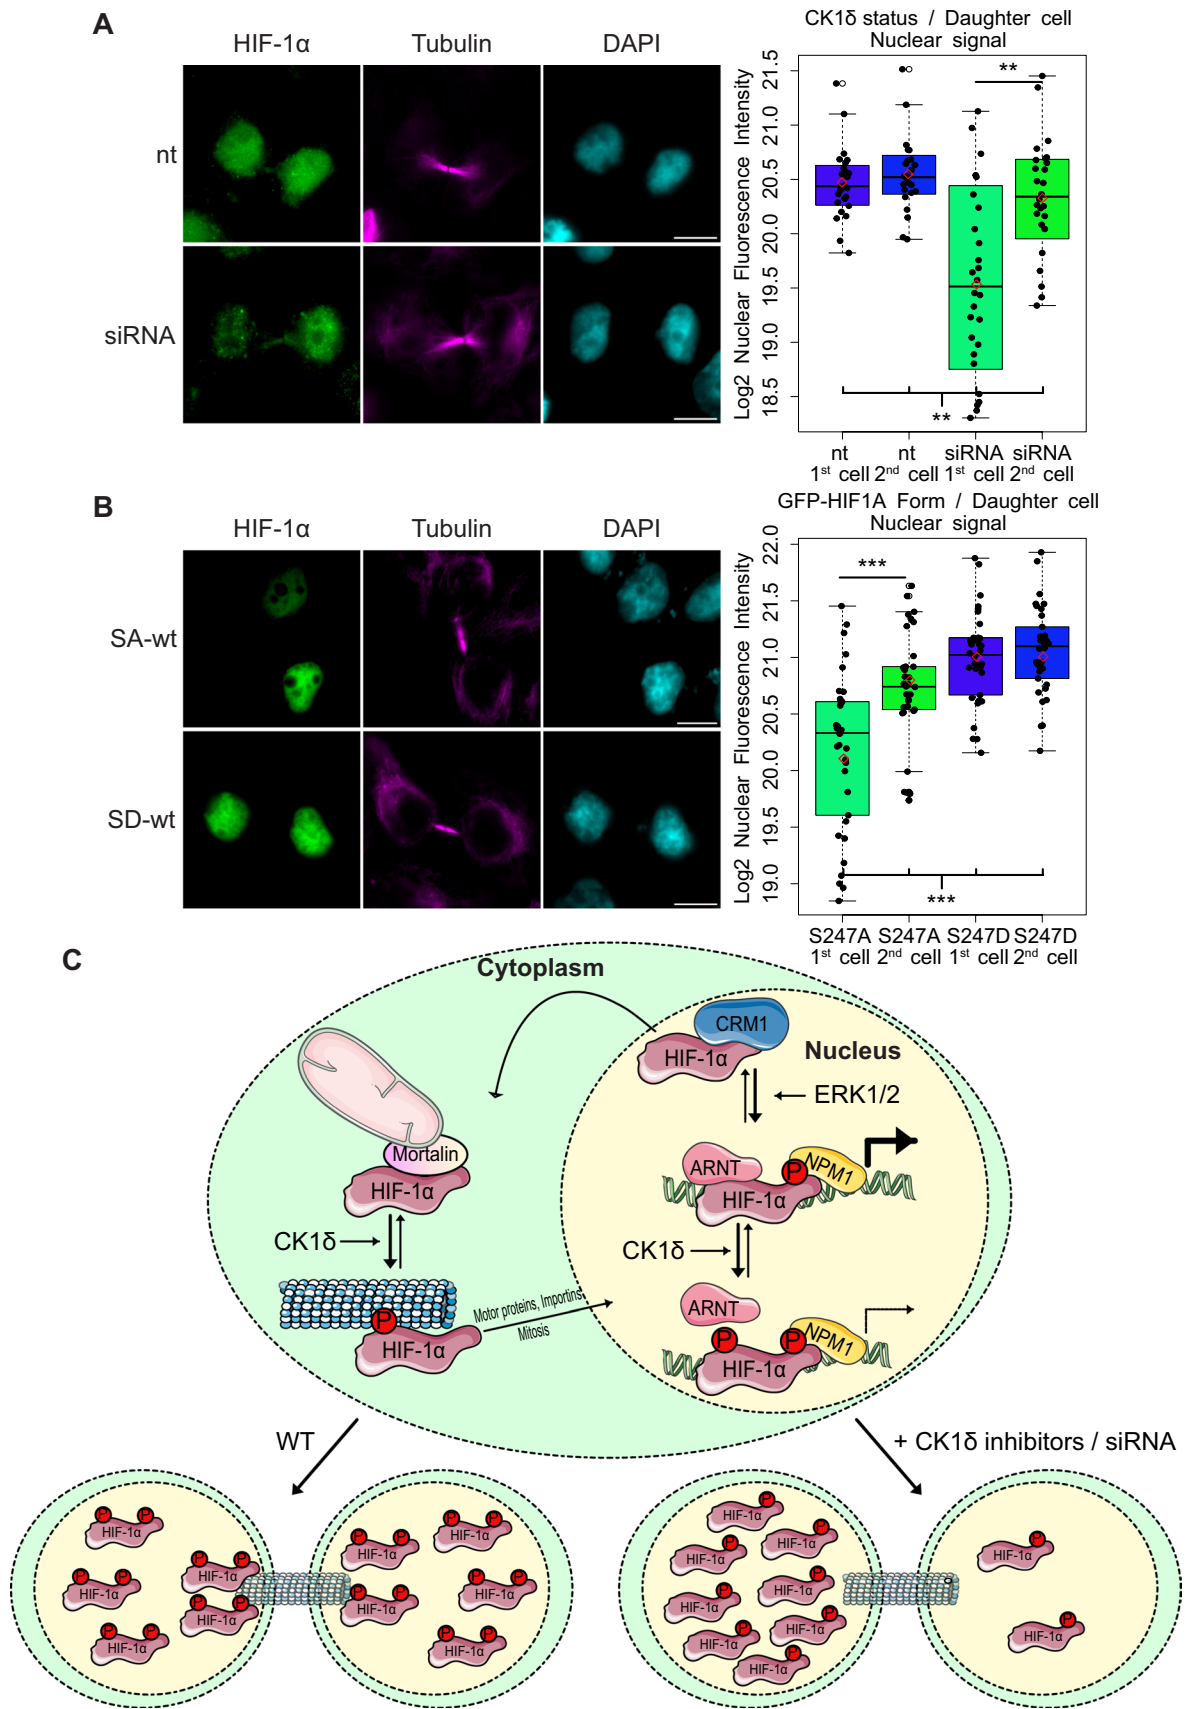 A
HIF-1α
Tubulin
DAPI
nt
siRNA
CK1δ status / Daughter cell
Nuclear signal
Log2 Nuclear Fluorescence Intensity
21.5
21.0
20.5
20.0
19.5
19.0
18.5
**
**
nt nt siRNA siRNA
1st cell 2nd cell 1st cell 2nd cell
B
HIF-1α
Tubulin
DAPI
SA-wt
SD-wt
GFP-HIF1A Form / Daughter cell
Nuclear signal
Log2 Nuclear Fluorescence Intensity
22.0
21.5
21.0
20.5
20.0
19.5
19.0
***
***
S247A S247A S247D S247D
1st cell 2nd cell 1st cell 2nd cell
C
Cytoplasm
CRM1
HIF-1α
Nucleus
ERK1/2
Mortalin
HIF-1α
ARNT
P
NPM1
HIF-1α
CK1δ
CK1δ
ARNT
Motor proteins, Importins
Mitosis
P
HIF-1α
P
P
NPM1
HIF-1α
WT
+ CK1δ inhibitors / siRNA
P P
HIF-1α
P P
HIF-1α
P P
HIF-1α
P P
HIF-1α
P P
HIF-1α
P P
HIF-1α
P P
HIF-1α
P P
HIF-1α
P P
HIF-1α
P P
HIF-1α
P
HIF-1α
P
HIF-1α
P
HIF-1α
P
HIF-1α
P
HIF-1α
P
HIF-1α
P
HIF-1α
P
HIF-1α
P
HIF-1α
P
HIF-1α